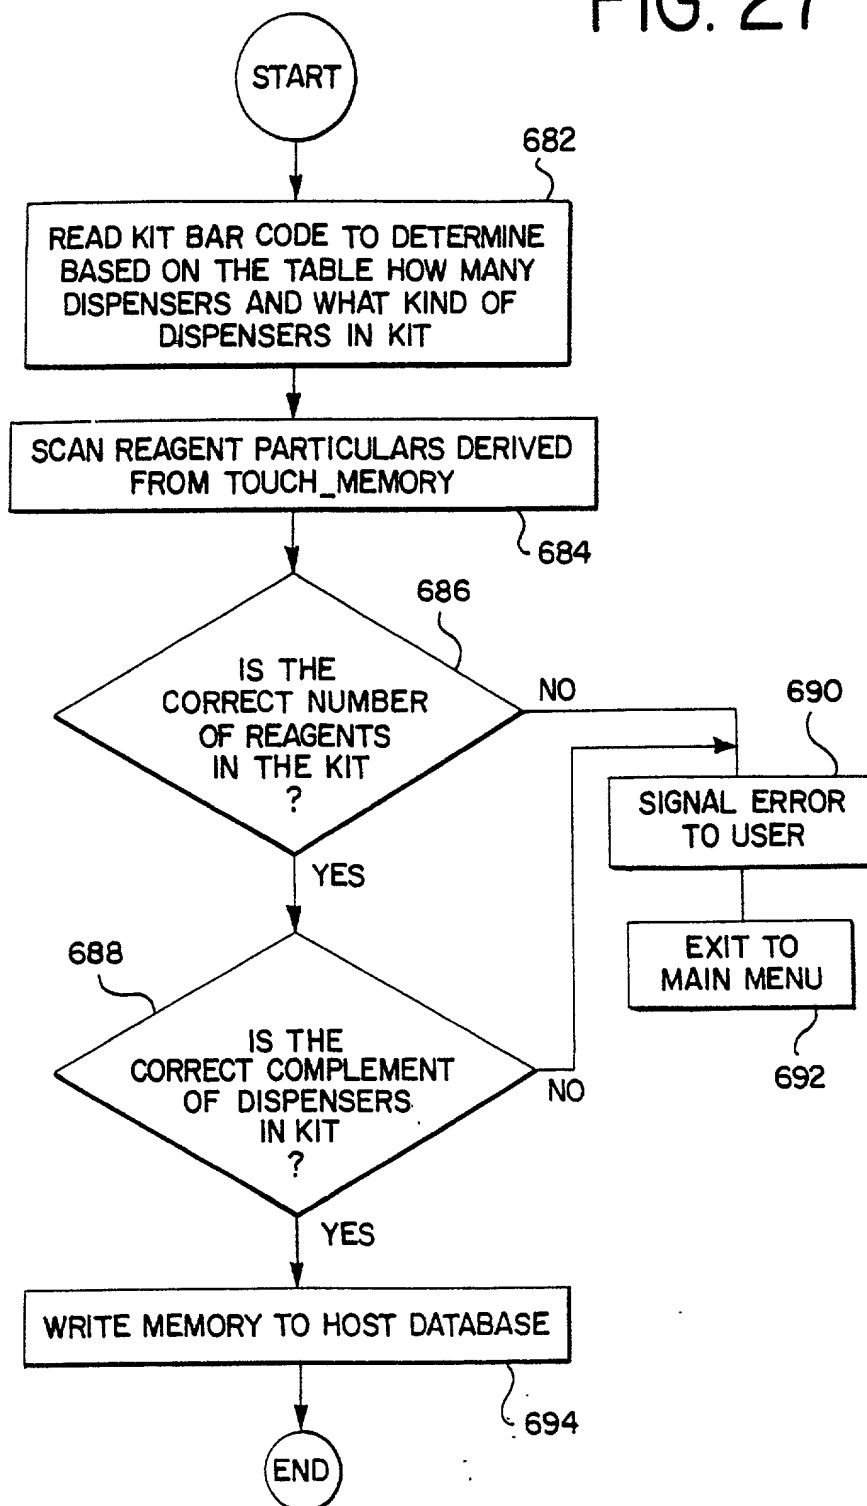 FIG. 27
START
682
READ KIT BAR CODE TO DETERMINE
BASED ON THE TABLE HOW MANY
DISPENSERS AND WHAT KIND OF
DISPENSERS IN KIT
SCAN REAGENT PARTICULARS DERIVED
FROM TOUCH_MEMORY
684
686
IS THE
CORRECT NUMBER
OF REAGENTS
IN THE KIT
?
NO
YES
690
SIGNAL ERROR
TO USER
EXIT TO
MAIN MENU
692
688
IS THE
CORRECT COMPLEMENT
OF DISPENSERS
IN KIT
?
NO
YES
WRITE MEMORY TO HOST DATABASE
694
END